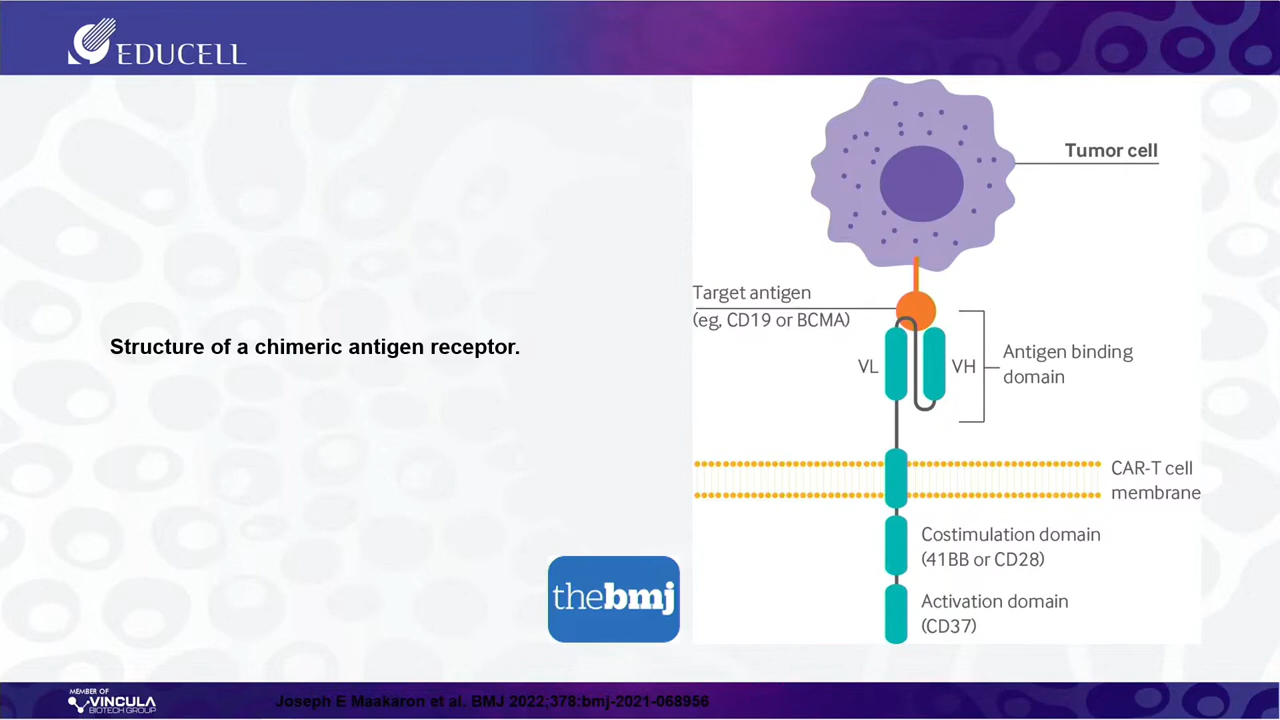 EDUCELL
Tumor cell
Target antigen
(eg, CD19 or BCMA)
VL
VH
Antigen binding
domain
Structure of a chimeric antigen receptor.
CAR-T cell
membrane
Costimulation domain
(41BB or CD28)
Activation domain
(CD37)
thebmj
MEMBER OF
VINCULA
BIOTECH GROUP
Joseph E Maakaron et al. BMJ 2022;378:bmj-2021-068956